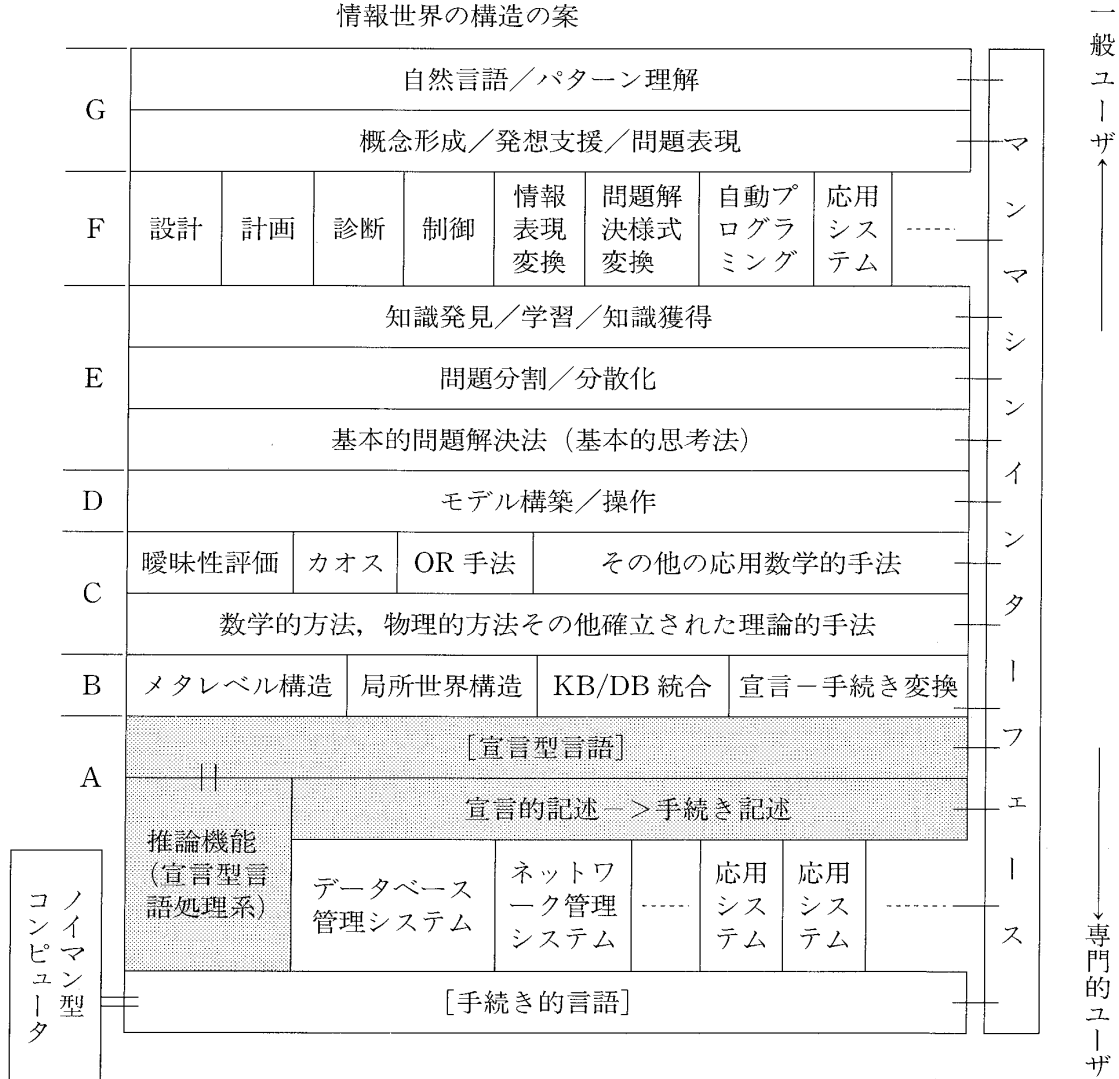 情報世界の構造の案
一般ユーザ
G
自然言語／パターン理解
概念形成／発想支援／問題表現
F
設計
計画
診断
制御
情報
表現
変換
問題解
決様式
変換
自動プ
ログラ
ミング
応用
シス
テム
E
知識発見／学習／知識獲得
問題分割／分散化
基本的問題解決法（基本的思考法）
D
モデル構築／操作
C
曖昧性評価
カオス
OR 手法
その他の応用数学的手法
数学的方法，物理的方法その他確立された理論的手法
B
メタレベル構造
局所世界構造
KB/DB 統合
宣言－手続き変換
A
[宣言型言語]
宣言的記述－>手続き記述
推論機能
(宣言型言
語処理系)
データベース
管理システム
ネットワ
ーク管理
システム
応用
シス
テム
応用
シス
テム
[手続き的言語]
ノイマン型
コンピュータ
マンマシンインターフェース
専門的ユーザ